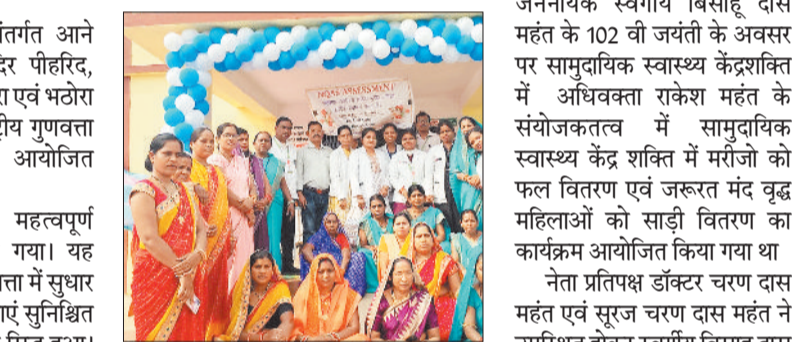 अंतर्गत आने
पीहरिद,
एवं भठोरा
गुणवत्ता
आयोजित
महत्वपूर्ण
गया। यह
में सुधार
सुनिश्चित
NQAS ASSESSMENT
जननायक स्वर्गीय बिसाहू दास
महंत के 102 वी जयंती के अवसर
पर सामुदायिक स्वास्थ्य केंद्रशक्ति
में अधिवक्ता राकेश महंत के
संयोजकतत्व में सामुदायिक
स्वास्थ्य केंद्र शक्ति में मरीजो को
फल वितरण एवं जरूरत मंद वृद्ध
महिलाओं को साड़ी वितरण का
कार्यक्रम आयोजित किया गया था
नेता प्रतिपक्ष डॉक्टर चरण दास
महंत एवं सूरज चरण दास महंत ने